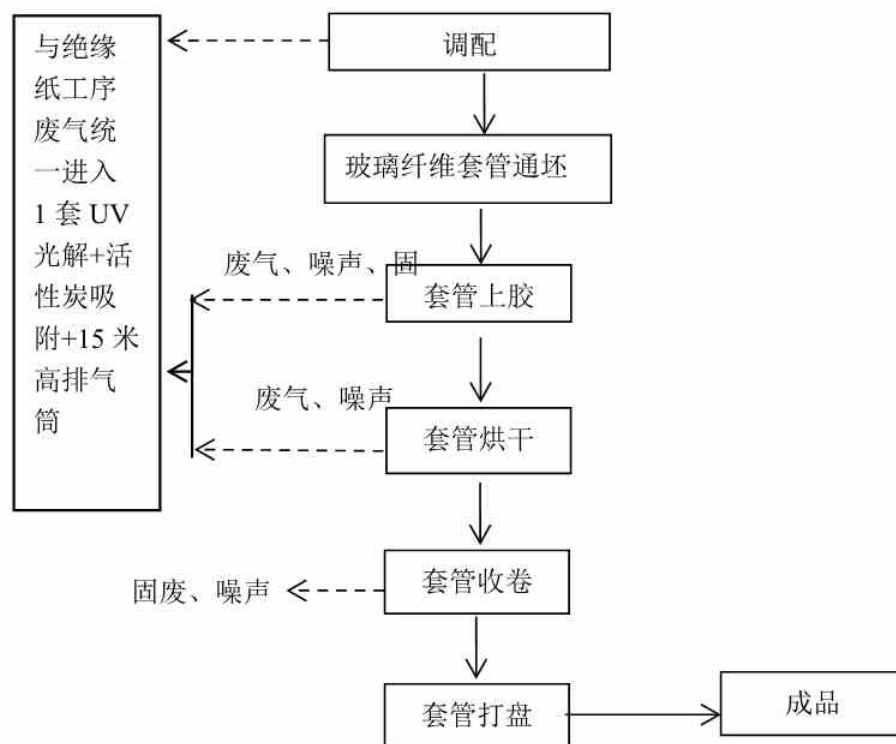 与绝缘
纸工序
废气统
一进入
1 套 UV
光解+活
性炭吸
附+15 米
高排气
筒
调配
玻璃纤维套管通坯
废气、噪声、固
套管上胶
废气、噪声
套管烘干
固废、噪声
套管收卷
套管打盘
成品